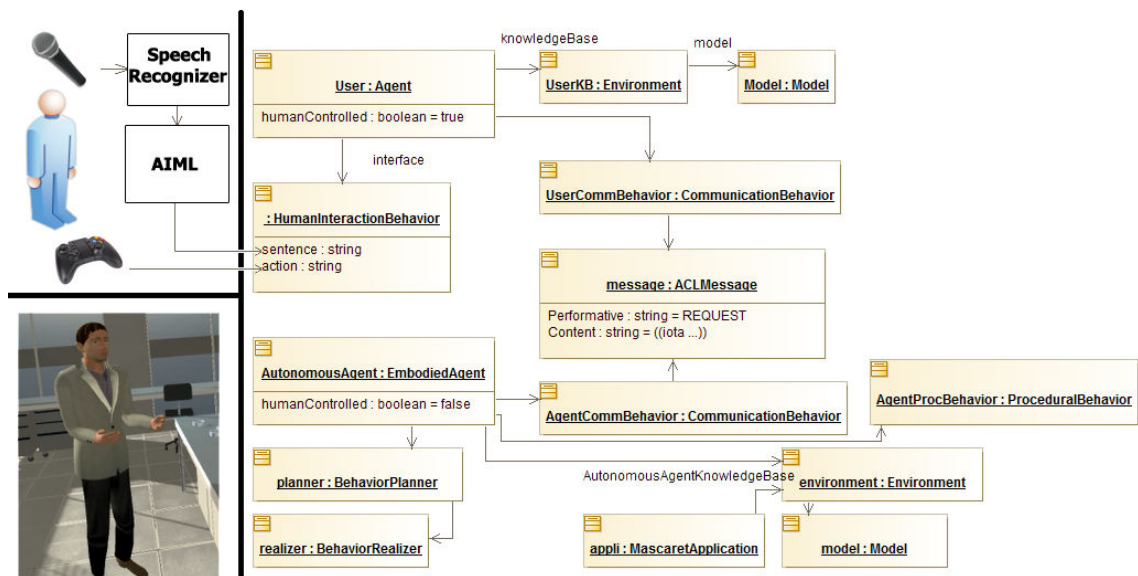 Speech
Recognizer
AIML
knowledgeBase
model
User : Agent
humanControlled : boolean = true
UserKB : Environment
Model : Model
interface
: HumanInteractionBehavior
sentence : string
action : string
UserCommBehavior : CommunicationBehavior
message : ACLMessage
Performative : string = REQUEST
Content : string = ((iota ...))
AutonomousAgent : EmbodiedAgent
humanControlled : boolean = false
AgentCommBehavior : CommunicationBehavior
AgentProcBehavior : ProceduralBehavior
planner : BehaviorPlanner
AutonomousAgentKnowledgeBase
environment : Environment
realizer : BehaviorRealizer
appli : MascaretApplication
model : Model